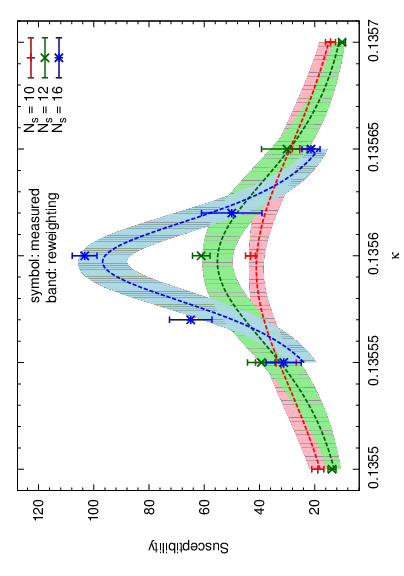 N_s = 10
N_s = 12
N_s = 16
symbol: measured
band: reweighting
Susceptibility
120
100
80
60
40
20
0.1355
0.13555
0.1356
0.13565
0.1357
κ